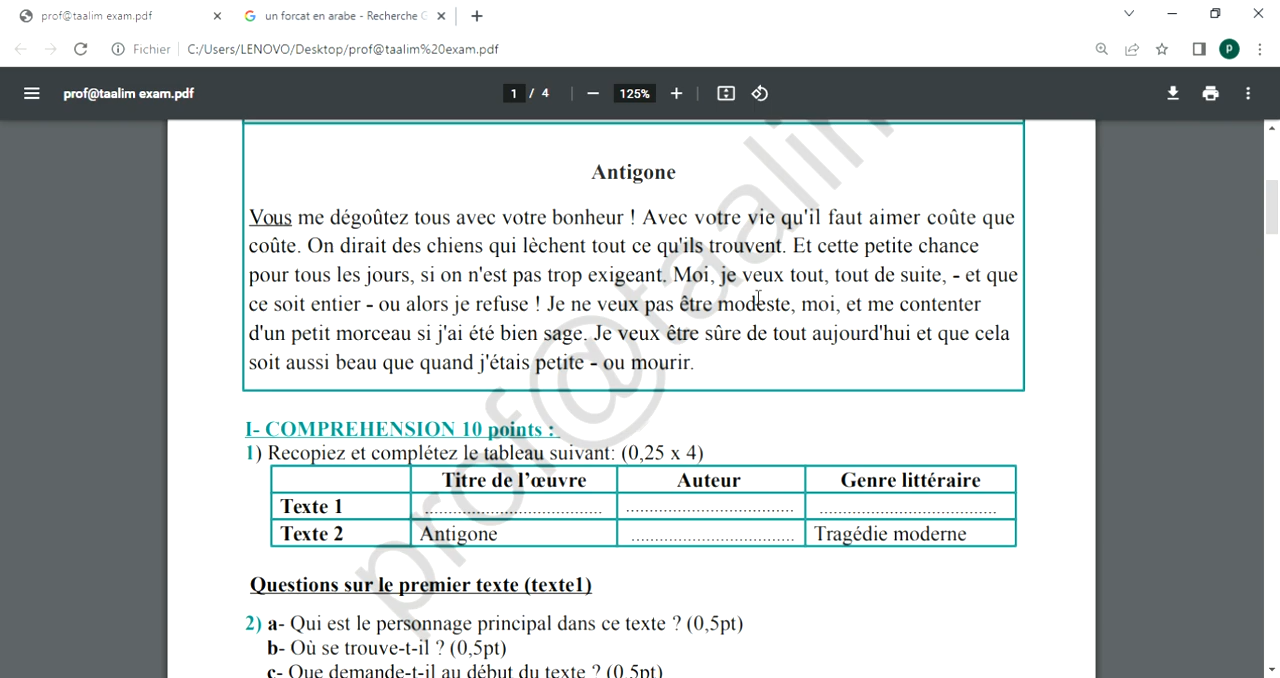 prof@taalim exam.pdf
un forcat en arabe - Recherche G
Fichier
C:/Users/LENOVO/Desktop/prof@taalim%20exam.pdf
P
prof@taalim exam.pdf
1 / 4
125%
Antigone
Vous me dégoûtez tous avec votre bonheur ! Avec votre vie qu'il faut aimer coûte que
coûte. On dirait des chiens qui lèchent tout ce qu'ils trouvent. Et cette petite chance
pour tous les jours, si on n'est pas trop exigeant. Moi, je veux tout, tout de suite, - et que
ce soit entier - ou alors je refuse ! Je ne veux pas être modeste, moi, et me contenter
d'un petit morceau si j'ai été bien sage. Je veux être sûre de tout aujourd'hui et que cela
soit aussi beau que quand j'étais petite - ou mourir.
prof@taalim
I- COMPREHENSION 10 points :
1) Recopiez et complétez le tableau suivant: (0,25 x 4)
Titre de l'œuvre Auteur Genre littéraire
Texte 1 ................................... ................................. ...................................
Texte 2 Antigone ................................ Tragédie moderne
Questions sur le premier texte (texte1)
2) a- Qui est le personnage principal dans ce texte ? (0,5pt)
b- Où se trouve-t-il ? (0,5pt)
c- Que demande-t-il au début du texte ? (0,5pt)